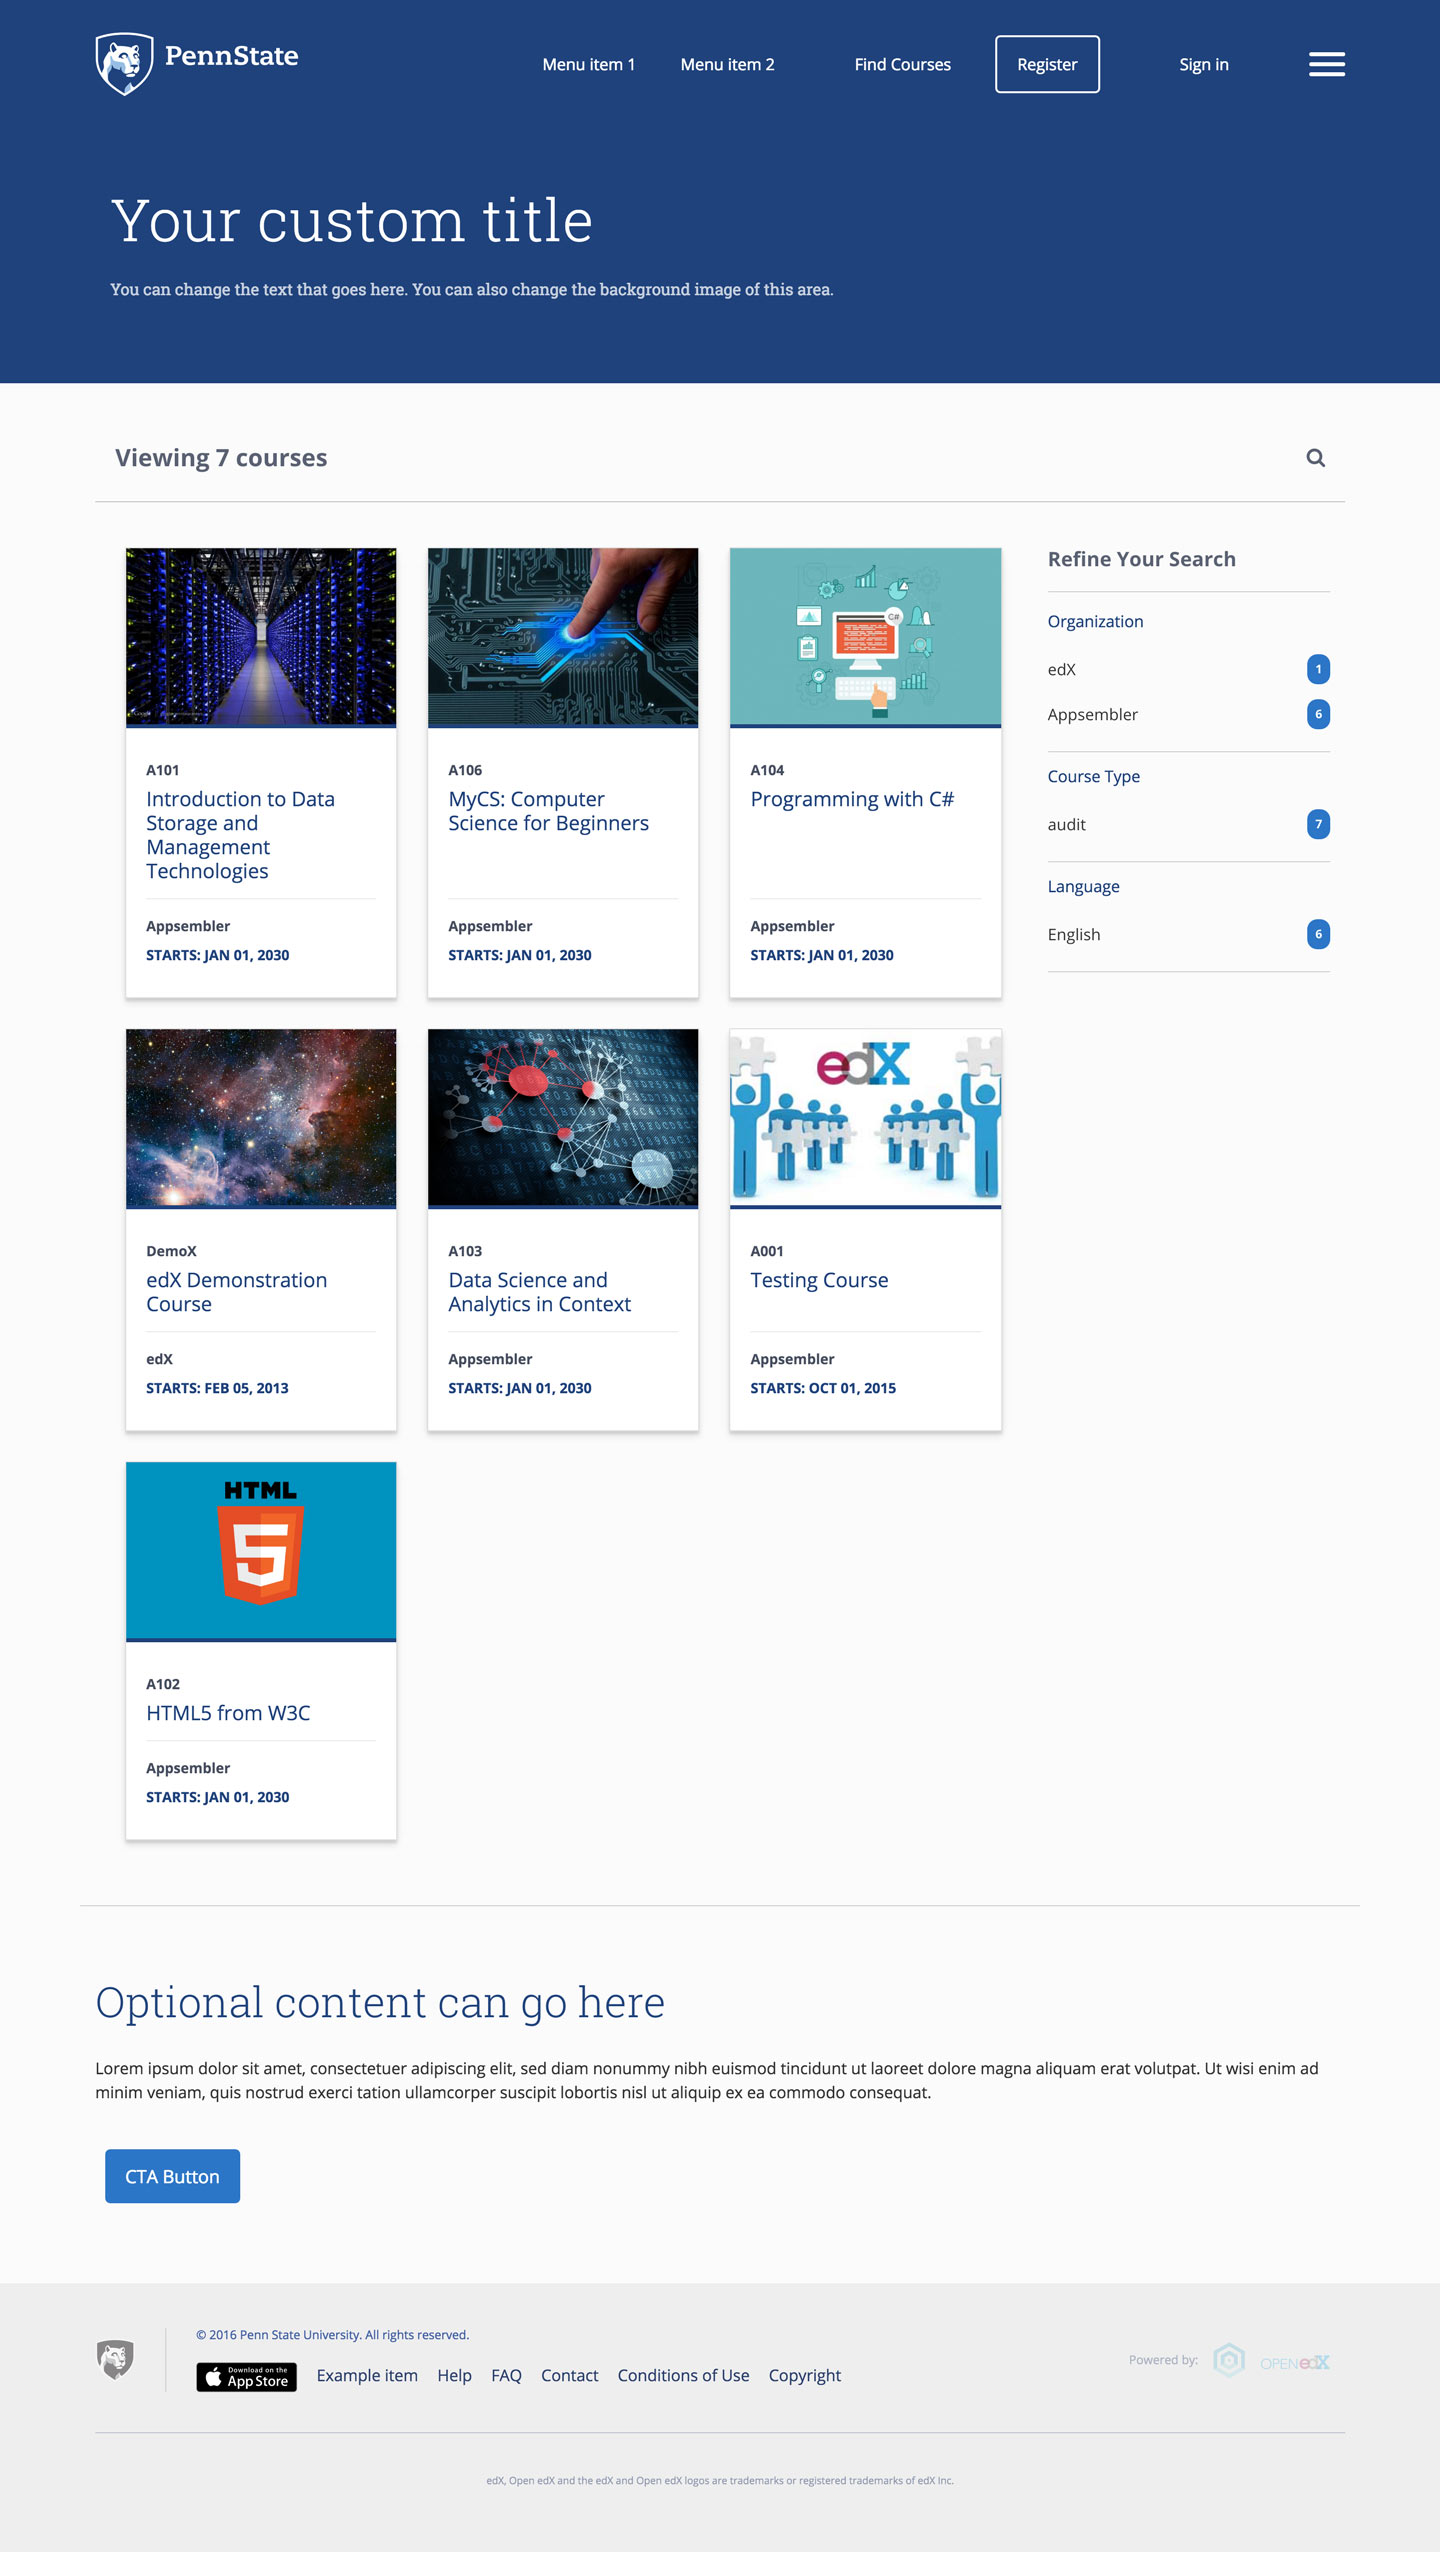 PennState
Menu item 1
Menu item 2
Find Courses
Register
Sign in
Your custom title
You can change the text that goes here. You can also change the background image of this area.
Viewing 7 courses
A101
Introduction to Data
Storage and
Management
Technologies
Appsembler
STARTS: JAN 01, 2030
A106
MyCS: Computer
Science for Beginners
Appsembler
STARTS: JAN 01, 2030
C#
A104
Programming with C#
Appsembler
STARTS: JAN 01, 2030
Refine Your Search
Organization
edX
1
Appsembler
6
Course Type
audit
7
Language
English
6
DemoX
edX Demonstration
Course
edX
STARTS: FEB 05, 2013
A103
Data Science and
Analytics in Context
Appsembler
STARTS: JAN 01, 2030
edX
A001
Testing Course
Appsembler
STARTS: OCT 01, 2015
HTML
5
A102
HTML5 from W3C
Appsembler
STARTS: JAN 01, 2030
Optional content can go here
Lorem ipsum dolor sit amet, consectetuer adipiscing elit, sed diam nonummy nibh euismod tincidunt ut laoreet dolore magna aliquam erat volutpat. Ut wisi enim ad
minim veniam, quis nostrud exerci tation ullamcorper suscipit lobortis nisl ut aliquip ex ea commodo consequat.
CTA Button
© 2016 Penn State University. All rights reserved.
Download on the
App Store
Example item
Help
FAQ
Contact
Conditions of Use
Copyright
Powered by:
OPEN edX
edX, Open edX and the edX and Open edX logos are trademarks or registered trademarks of edX Inc.